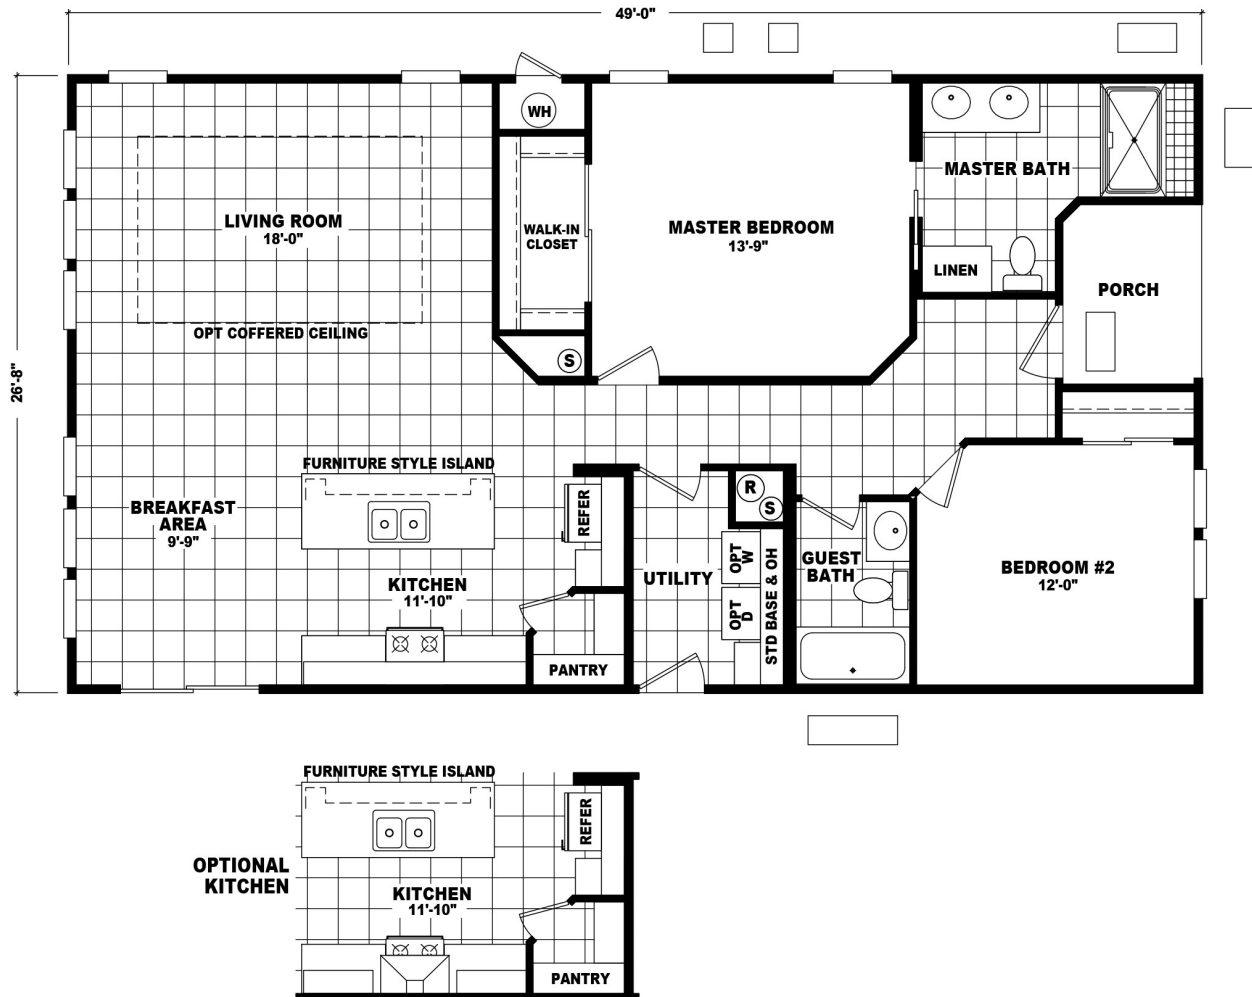 49'-0"
26'-8"
WH
LIVING ROOM
18'-0"
OPT COFFERED CEILING
WALK-IN
CLOSET
S
MASTER BEDROOM
13'-9"
MASTER BATH
LINEN
PORCH
FURNITURE STYLE ISLAND
BREAKFAST
AREA
9'-9"
REFER
KITCHEN
11'-10"
PANTRY
UTILITY
R
S
OPT
W
OPT
D
STD BASE & OH
GUEST
BATH
BEDROOM #2
12'-0"
FURNITURE STYLE ISLAND
REFER
OPTIONAL
KITCHEN
KITCHEN
11'-10"
PANTRY